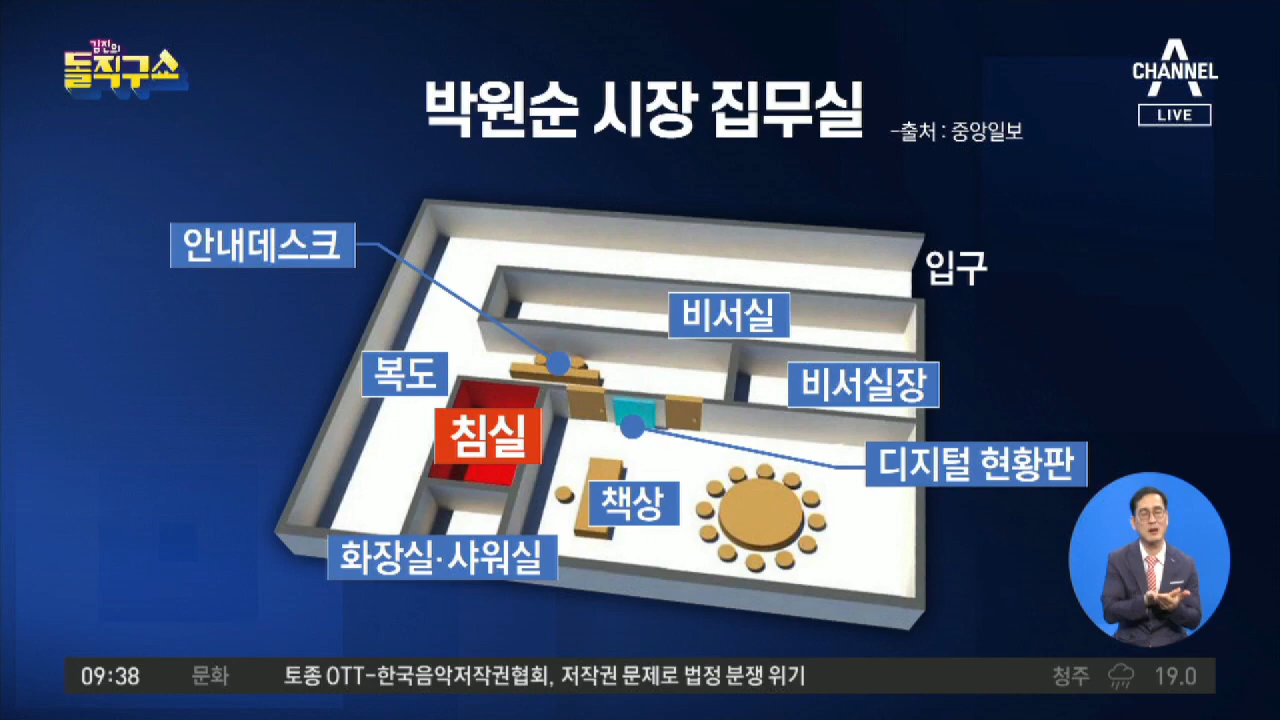 김진의
돌직구쇼
박원순 시장 집무실
-출처 : 중앙일보
CHANNEL A
LIVE
안내데스크
입구
비서실
복도
비서실장
침실
디지털 현황판
책상
화장실·샤워실
09:38 문화 토종 OTT-한국음악저작권협회, 저작권 문제로 법정 분쟁 위기 청주 19.0